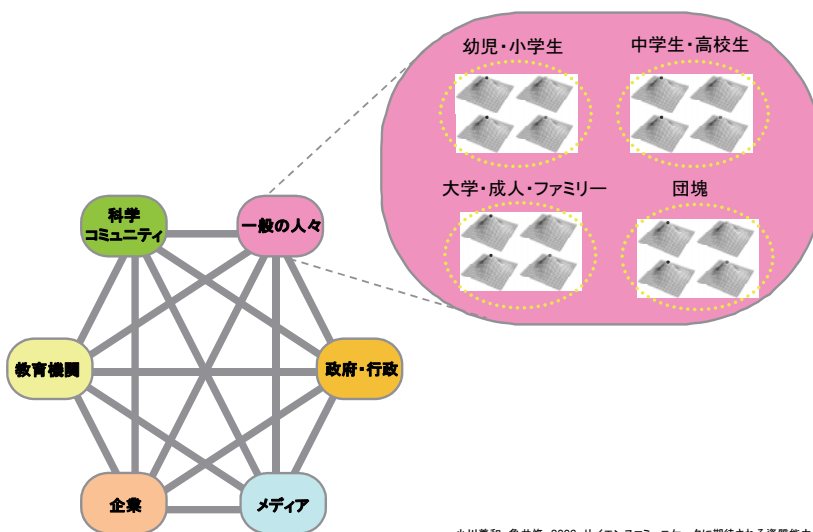 幼児・小学生
中学生・高校生
大学・成人・ファミリー
団塊
科学
コミュニティ
一般の人々
教育機関
政府・行政
企業
メディア